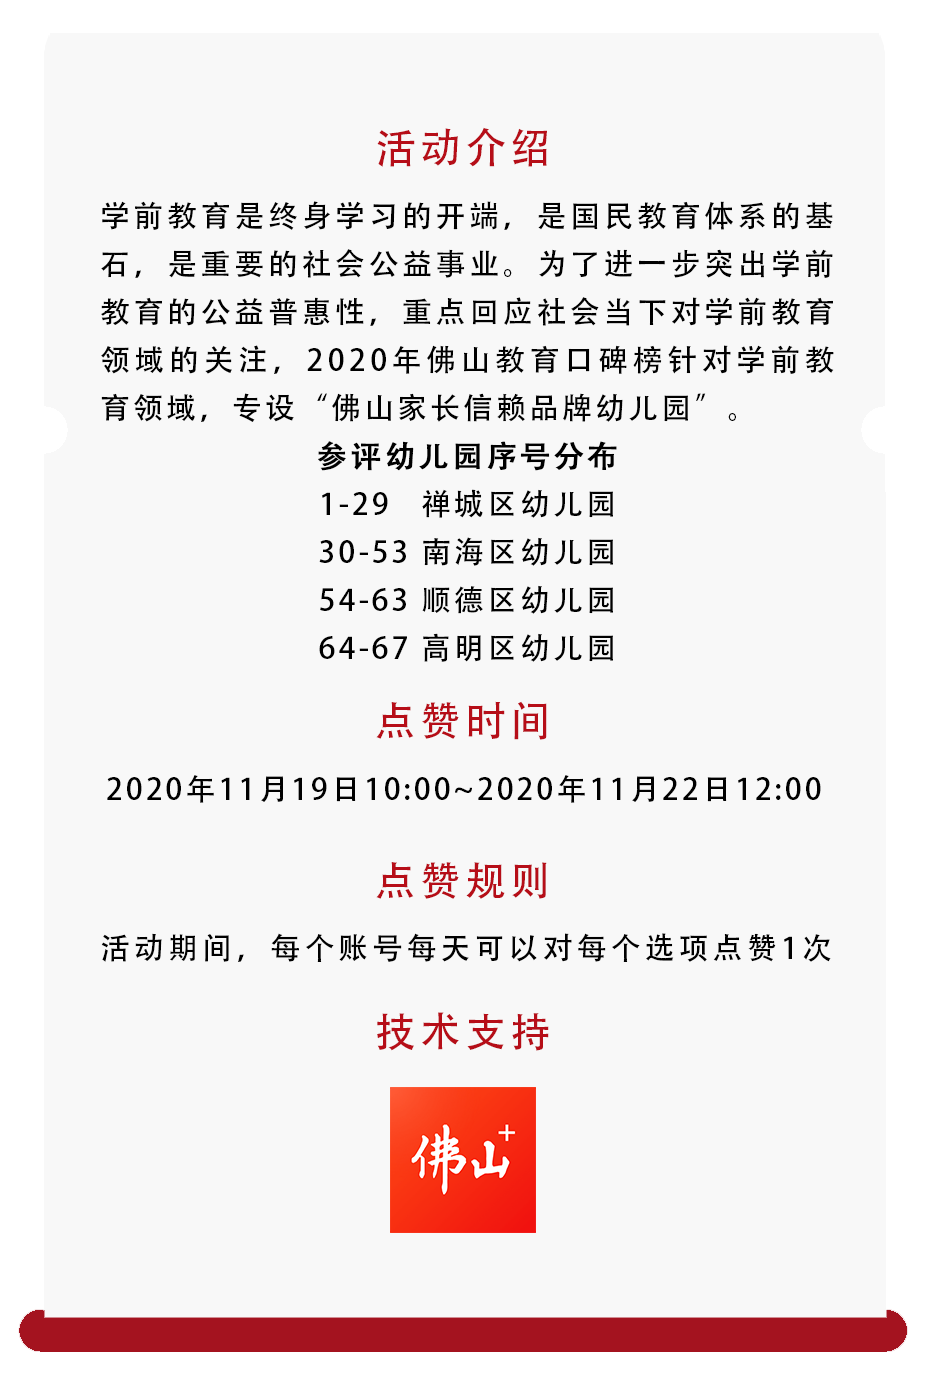 活动介绍
学前教育是终身学习的开端，是国民教育体系的基
石，是重要的社会公益事业。为了进一步突出学前
教育的公益普惠性，重点回应社会当下对学前教育
领域的关注，2020年佛山教育口碑榜针对学前教
育领域，专设“佛山家长信赖品牌幼儿园”。
参评幼儿园序号分布
1-29 禅城区幼儿园
30-53 南海区幼儿园
54-63 顺德区幼儿园
64-67 高明区幼儿园
点赞时间
2020年11月19日10:00~2020年11月22日12:00
点赞规则
活动期间，每个账号每天可以对每个选项点赞1次
技术支持
佛山+